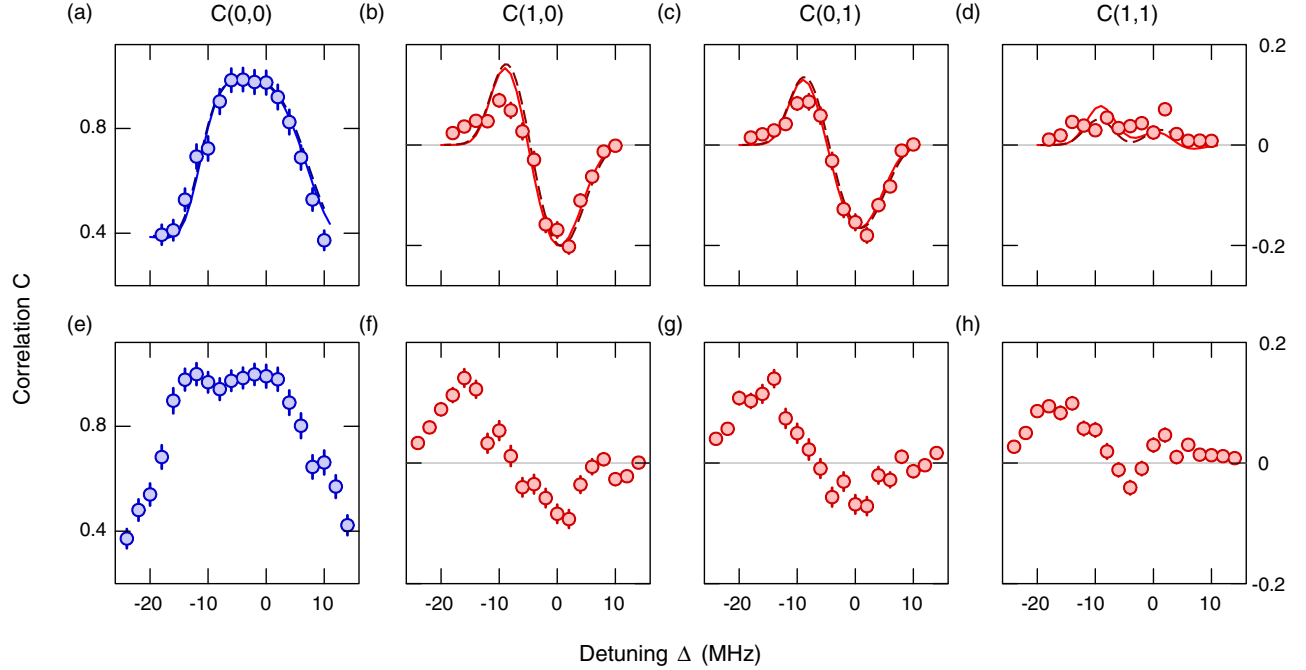 (a) C(0,0) (b) C(1,0) (c) C(0,1) (d) C(1,1)
0.2
0.8
0
0.4
-0.2
Correlation C
(e) (f) (g) (h)
0.2
0.8
0
0.4
-0.2
-20 -10 0 10 -20 -10 0 10 -20 -10 0 10 -20 -10 0 10
Detuning Δ (MHz)